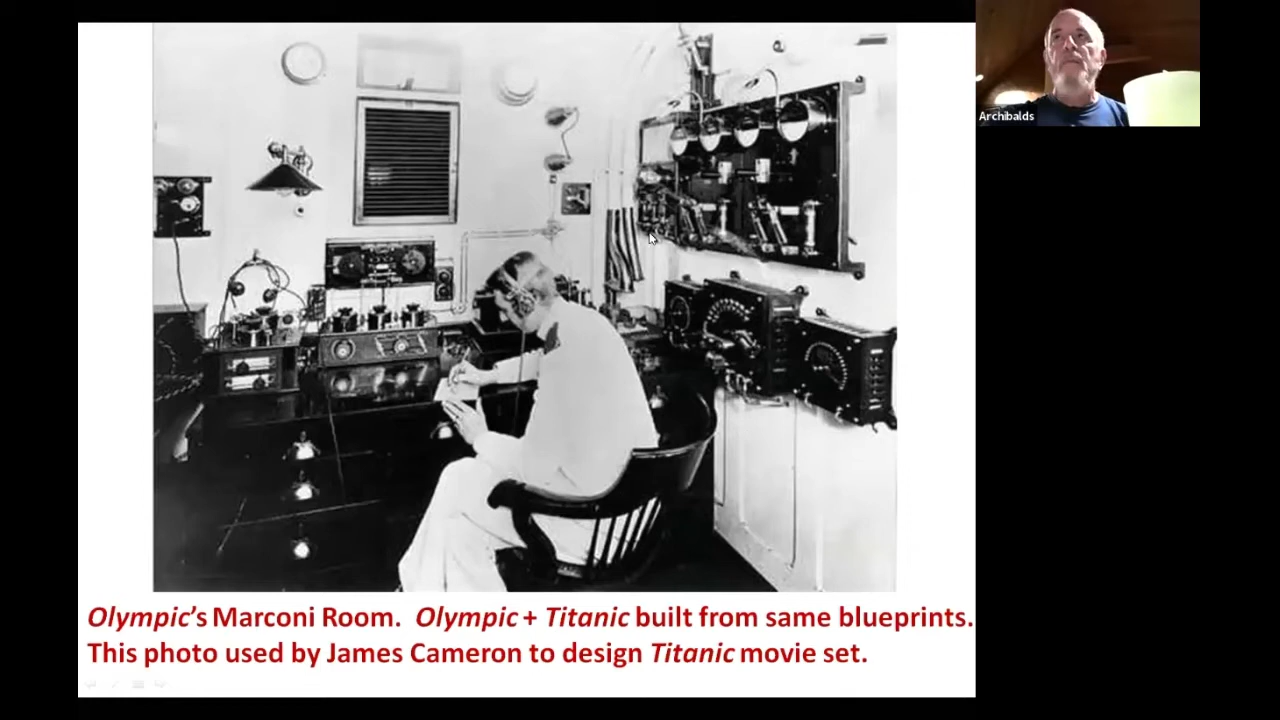 Archibalds
Olympic's Marconi Room. Olympic + Titanic built from same blueprints.
This photo used by James Cameron to design Titanic movie set.